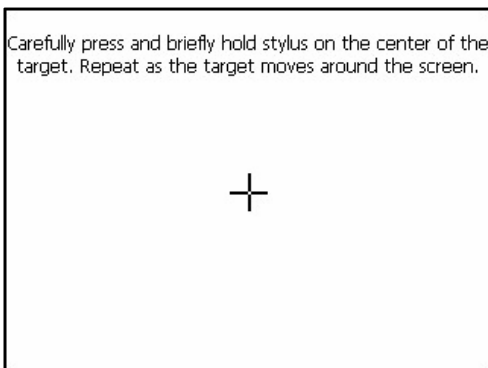 Carefully press and briefly hold stylus on the center of the
target. Repeat as the target moves around the screen.